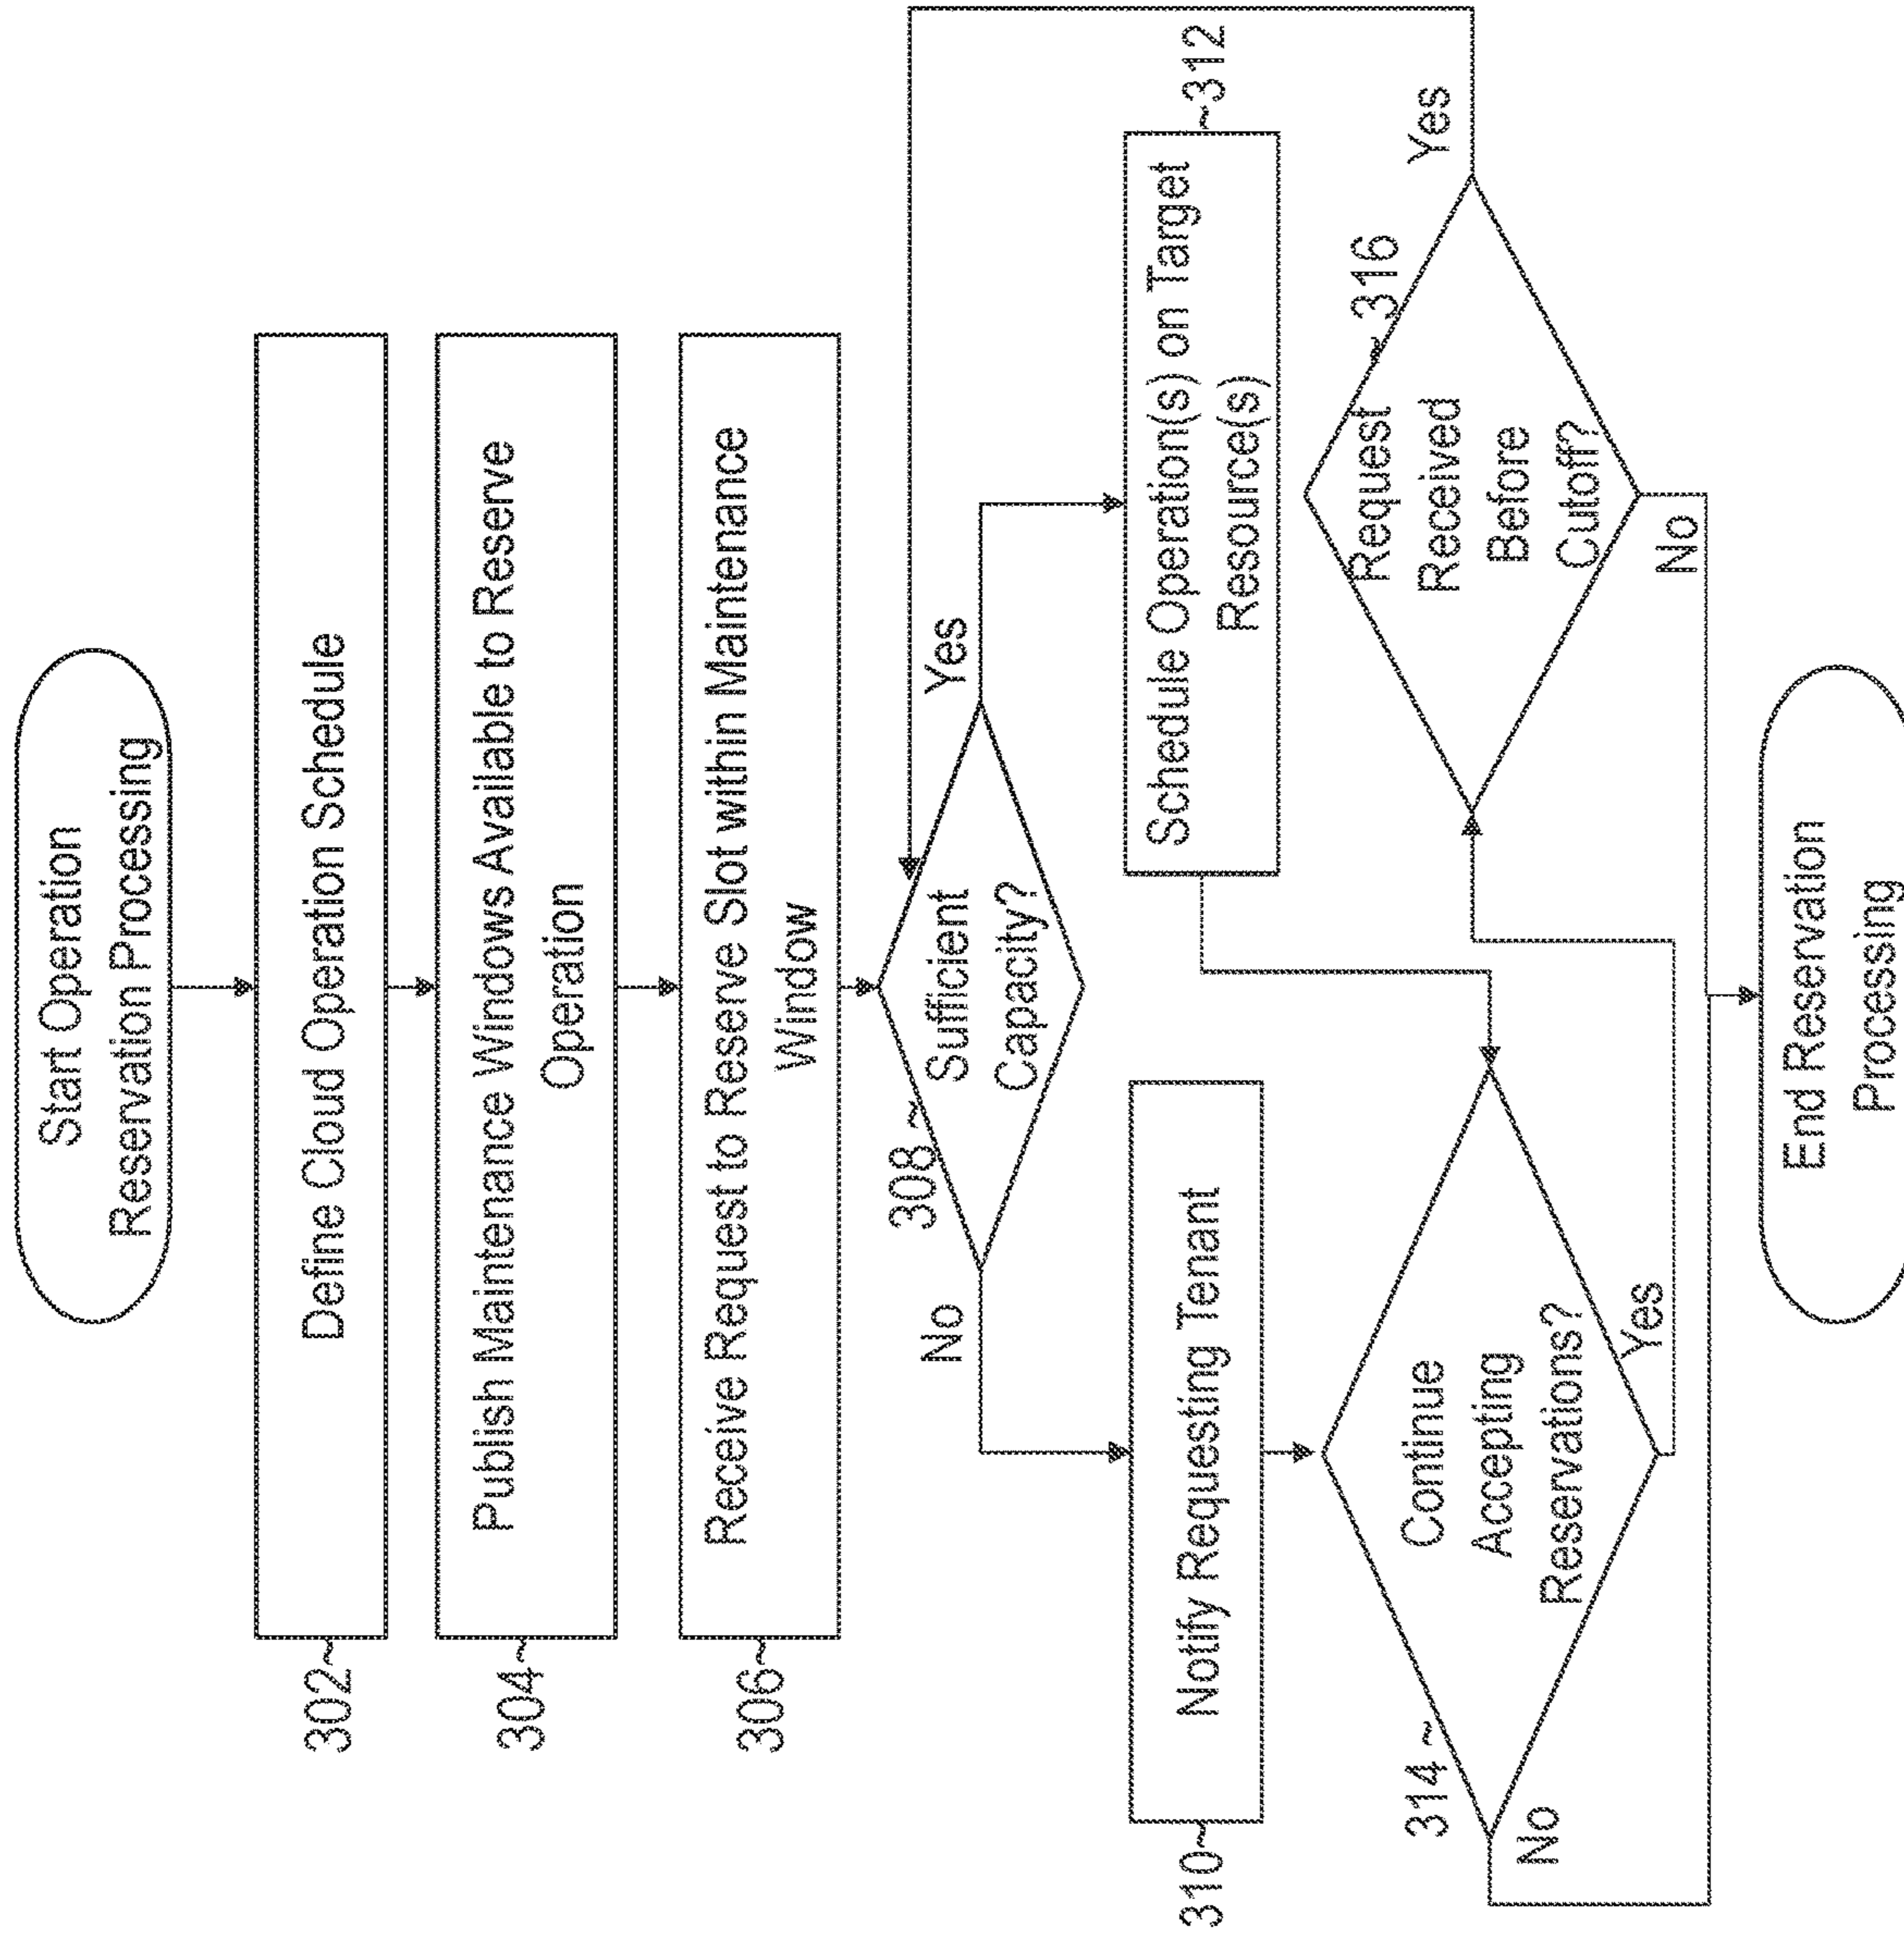 Start Operation
Reservation Processing
302~
Define Cloud Operation Schedule
304~
Publish Maintenance Windows Available to Reserve
Operation
306~
Receive Request to Reserve Slot within Maintenance
Window
308~
Sufficient
Capacity?
No
Yes
310~
Notify Requesting Tenant
~312
Schedule Operation(s) on Target
Resource(s)
314~
Continue
Accepting
Reservations?
No
Yes
~316
Request
Received
Before
Cutoff?
Yes
No
End Reservation
Processing